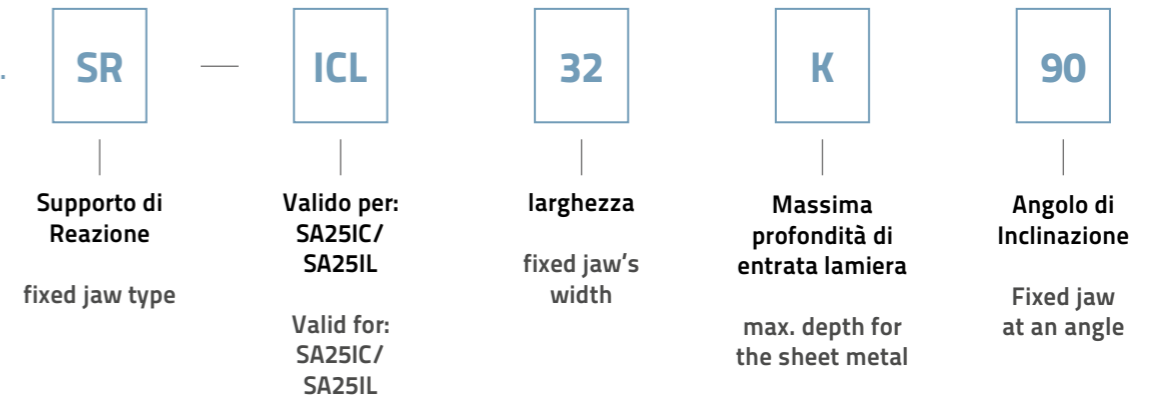 . SR — ICL 32 K 90
Supporto di
Reazione
fixed jaw type
Valido per:
SA25IC/
SA25IL
Valid for:
SA25IC/
SA25IL
larghezza
fixed jaw's
width
Massima
profondità di
entrata lamiera
max. depth for
the sheet metal
Angolo di
Inclinazione
Fixed jaw
at an angle